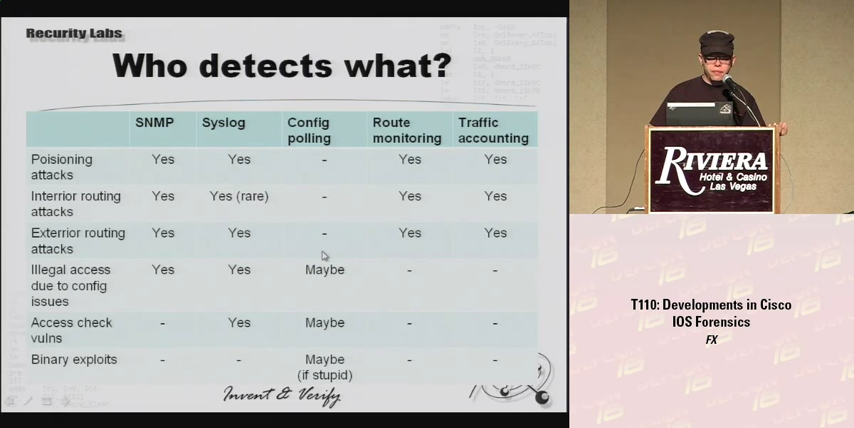 Recurity Labs
Who detects what?
SNMP Syslog Config polling Route monitoring Traffic accounting
Poisioning attacks Yes Yes - Yes Yes
Interrior routing attacks Yes Yes (rare) - Yes Yes
Exterrior routing attacks Yes Yes - Yes Yes
Illegal access due to config issues Yes Yes Maybe - -
Access check vulns - Yes Maybe - -
Binary exploits - - Maybe (if stupid) - -
Invent & Verify
RIVIERA
Hotel & Casino
Las Vegas
T110: Developments in Cisco
IOS Forensics
FX